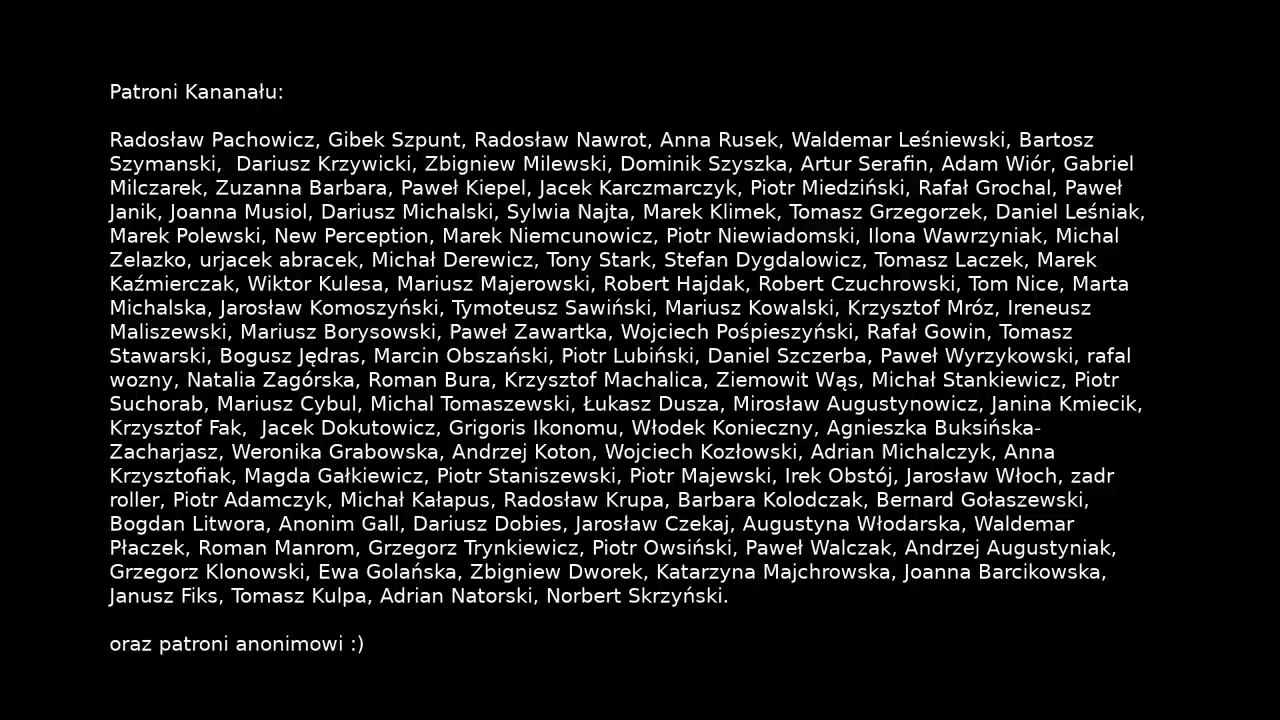 Patroni Kananału:
Radosław Pachowicz, Gibek Szpunt, Radosław Nawrot, Anna Rusek, Waldemar Leśniewski, Bartosz
Szymanski,  Dariusz Krzywicki, Zbigniew Milewski, Dominik Szyszka, Artur Serafin, Adam Wiór, Gabriel
Milczarek, Zuzanna Barbara, Paweł Kiepel, Jacek Karczmarczyk, Piotr Miedziński, Rafał Grochal, Paweł
Janik, Joanna Musiol, Dariusz Michalski, Sylwia Najta, Marek Klimek, Tomasz Grzegorzek, Daniel Leśniak,
Marek Polewski, New Perception, Marek Niemcunowicz, Piotr Niewiadomski, Ilona Wawrzyniak, Michal
Zelazko, urjacek abracek, Michał Derewicz, Tony Stark, Stefan Dygdalowicz, Tomasz Laczek, Marek
Kaźmierczak, Wiktor Kulesa, Mariusz Majerowski, Robert Hajdak, Robert Czuchrowski, Tom Nice, Marta
Michalska, Jarosław Komoszyński, Tymoteusz Sawiński, Mariusz Kowalski, Krzysztof Mróz, Ireneusz
Maliszewski, Mariusz Borysowski, Paweł Zawartka, Wojciech Pośpieszyński, Rafał Gowin, Tomasz
Stawarski, Bogusz Jędras, Marcin Obszański, Piotr Lubiński, Daniel Szczerba, Paweł Wyrzykowski, rafal
wozny, Natalia Zagórska, Roman Bura, Krzysztof Machalica, Ziemowit Wąs, Michał Stankiewicz, Piotr
Suchorab, Mariusz Cybul, Michal Tomaszewski, Łukasz Dusza, Mirosław Augustynowicz, Janina Kmiecik,
Krzysztof Fak,  Jacek Dokutowicz, Grigoris Ikonomu, Włodek Konieczny, Agnieszka Buksińska-
Zacharjasz, Weronika Grabowska, Andrzej Koton, Wojciech Kozłowski, Adrian Michalczyk, Anna
Krzysztofiak, Magda Gałkiewicz, Piotr Staniszewski, Piotr Majewski, Irek Obstój, Jarosław Włoch, zadr
roller, Piotr Adamczyk, Michał Kałapus, Radosław Krupa, Barbara Kolodczak, Bernard Gołaszewski,
Bogdan Litwora, Anonim Gall, Dariusz Dobies, Jarosław Czekaj, Augustyna Włodarska, Waldemar
Płaczek, Roman Manrom, Grzegorz Trynkiewicz, Piotr Owsiński, Paweł Walczak, Andrzej Augustyniak,
Grzegorz Klonowski, Ewa Golańska, Zbigniew Dworek, Katarzyna Majchrowska, Joanna Barcikowska,
Janusz Fiks, Tomasz Kulpa, Adrian Natorski, Norbert Skrzyński.
oraz patroni anonimowi :)